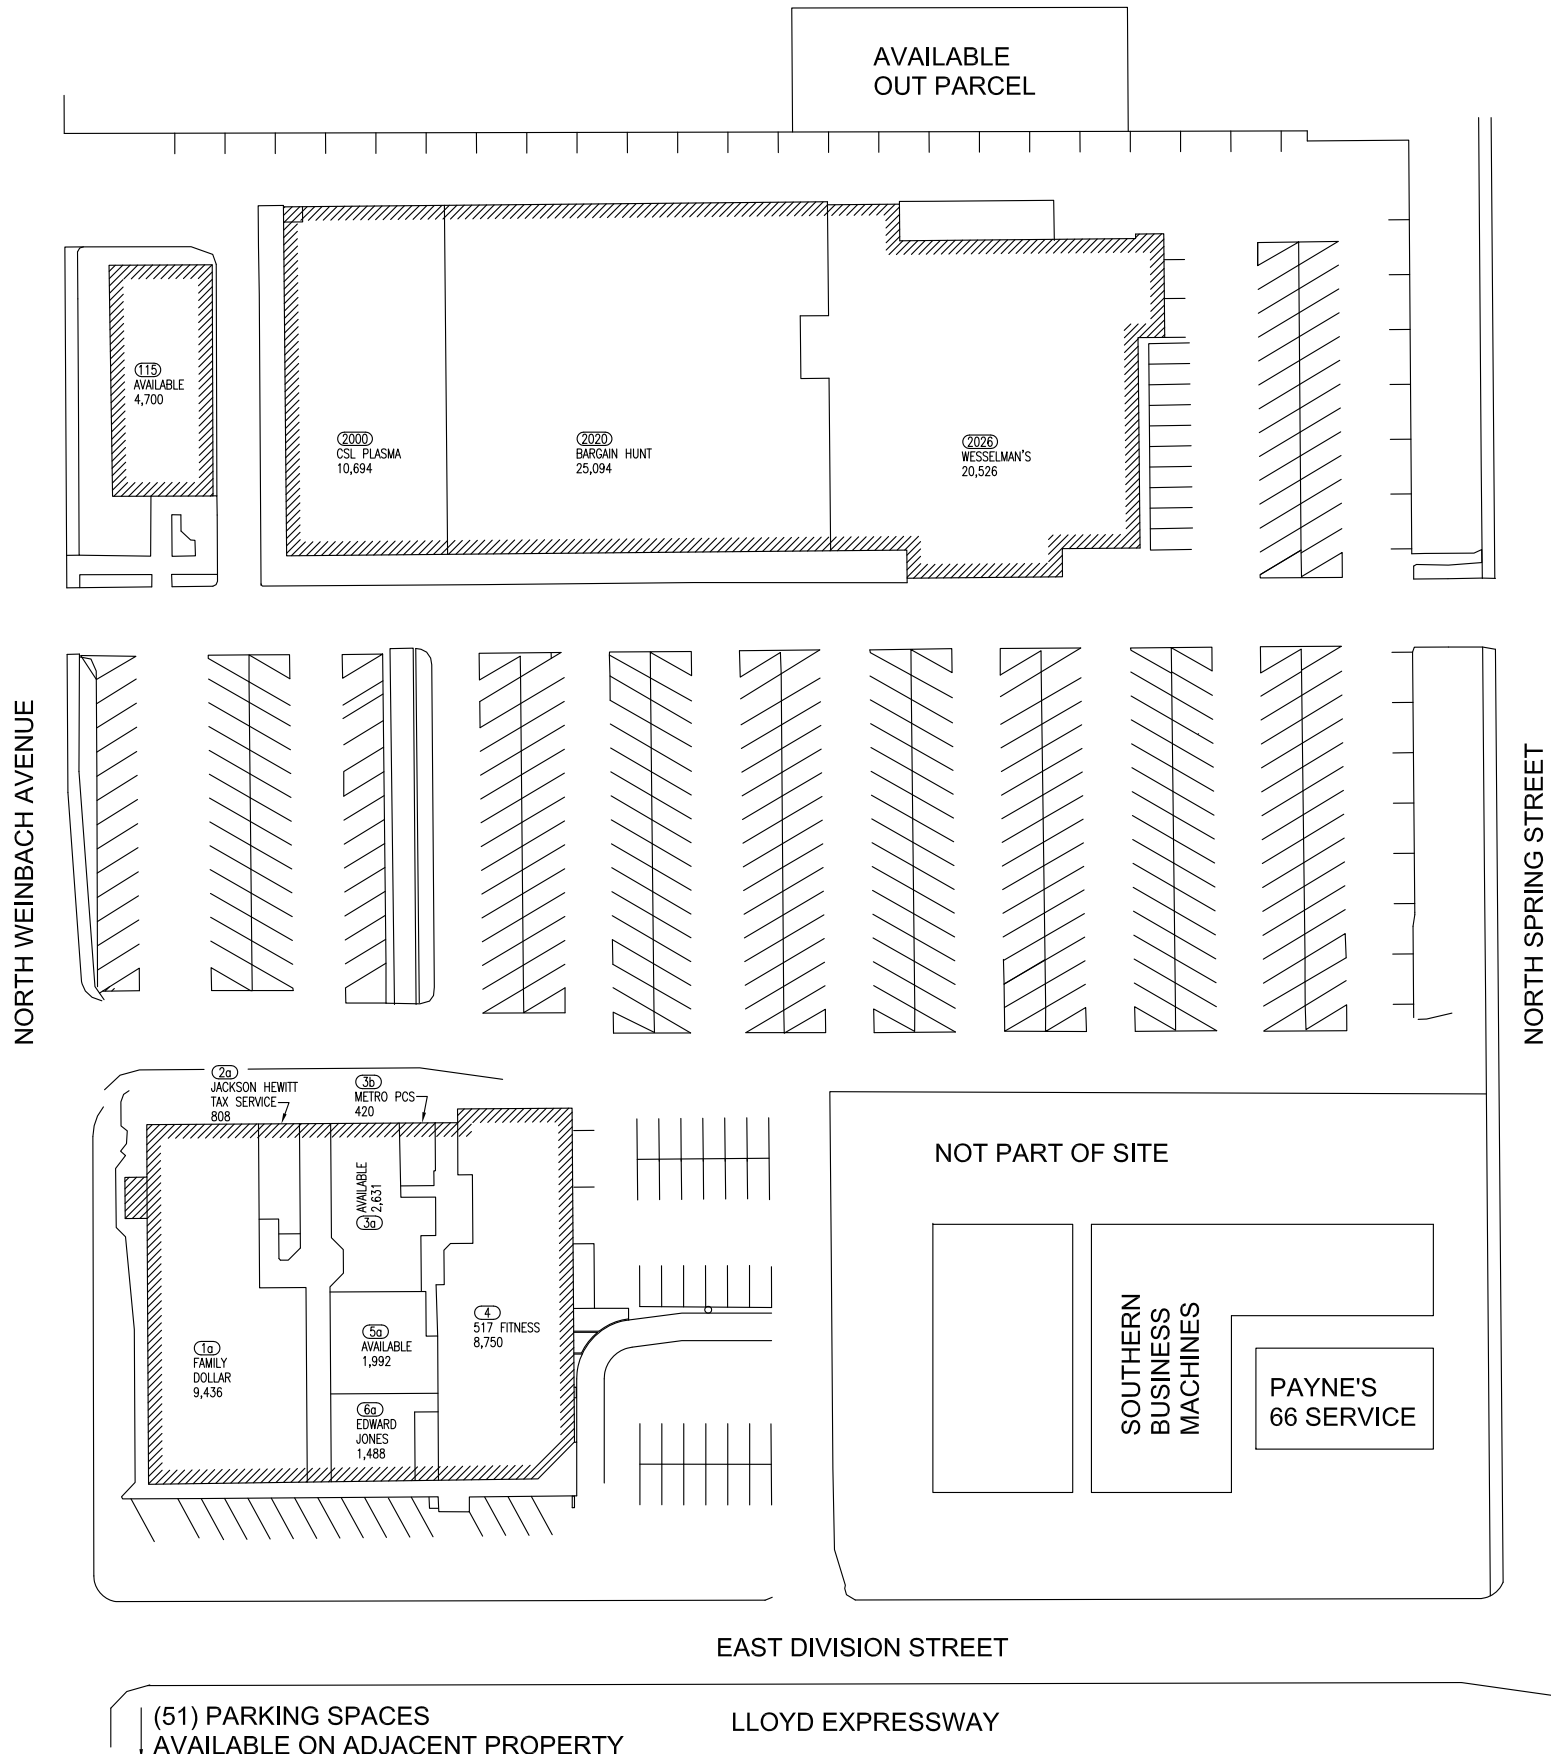 AVAILABLE
OUT PARCEL
115
AVAILABLE
4,700
2000
CSL PLASMA
10,694
2020
BARGAIN HUNT
25,094
2026
WESSELMAN'S
20,526
NORTH WEINBACH AVENUE
NORTH SPRING STREET
2a
JACKSON HEWITT
TAX SERVICE
808
3b
METRO PCS
420
AVAILABLE
2,631
3a
NOT PART OF SITE
1a
FAMILY
DOLLAR
9,436
5a
AVAILABLE
1,992
6a
EDWARD
JONES
1,488
4
517 FITNESS
8,750
SOUTHERN
BUSINESS
MACHINES
PAYNE'S
66 SERVICE
EAST DIVISION STREET
(51) PARKING SPACES
AVAILABLE ON ADJACENT PROPERTY
LLOYD EXPRESSWAY